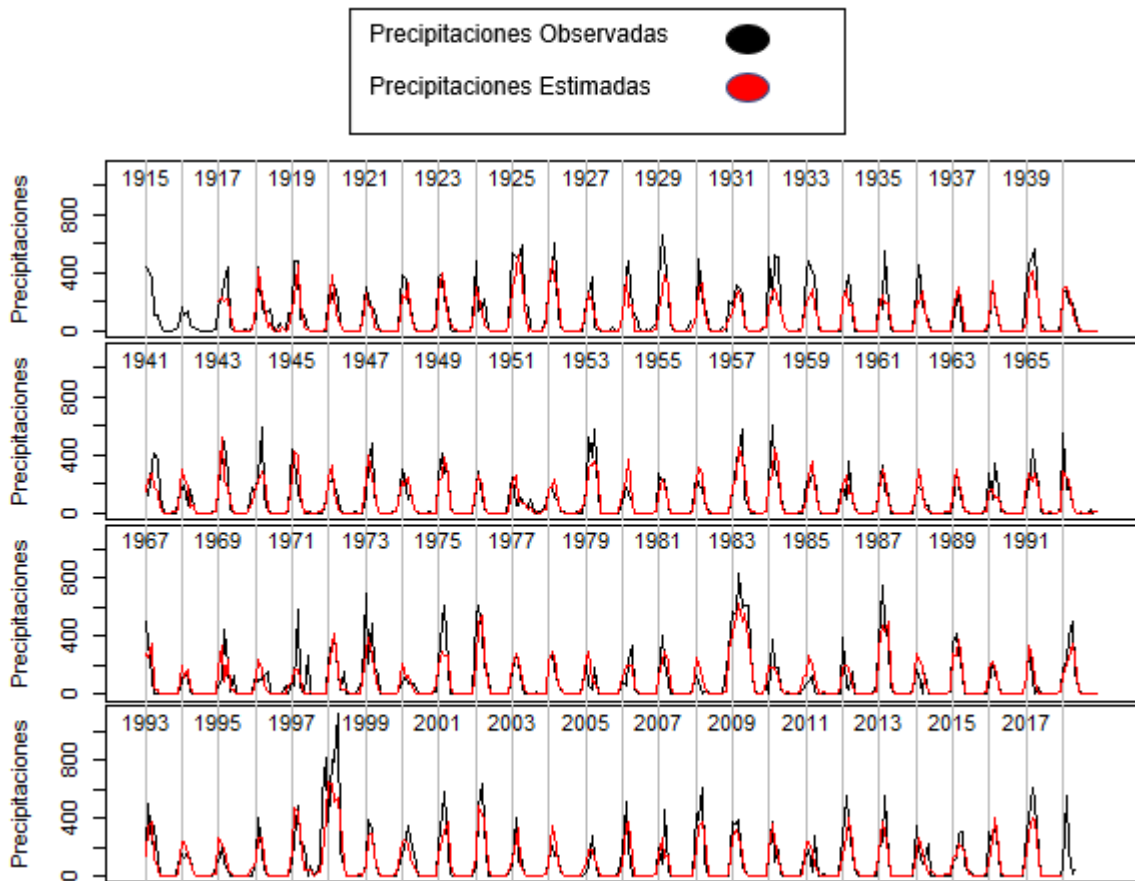 Precipitaciones Observadas
Precipitaciones Estimadas
Precipitaciones
0 400 800
1915 1917 1919 1921 1923 1925 1927 1929 1931 1933 1935 1937 1939
Precipitaciones
0 400 800
1941 1943 1945 1947 1949 1951 1953 1955 1957 1959 1961 1963 1965
Precipitaciones
0 400 800
1967 1969 1971 1973 1975 1977 1979 1981 1983 1985 1987 1989 1991
Precipitaciones
0 400 800
1993 1995 1997 1999 2001 2003 2005 2007 2009 2011 2013 2015 2017